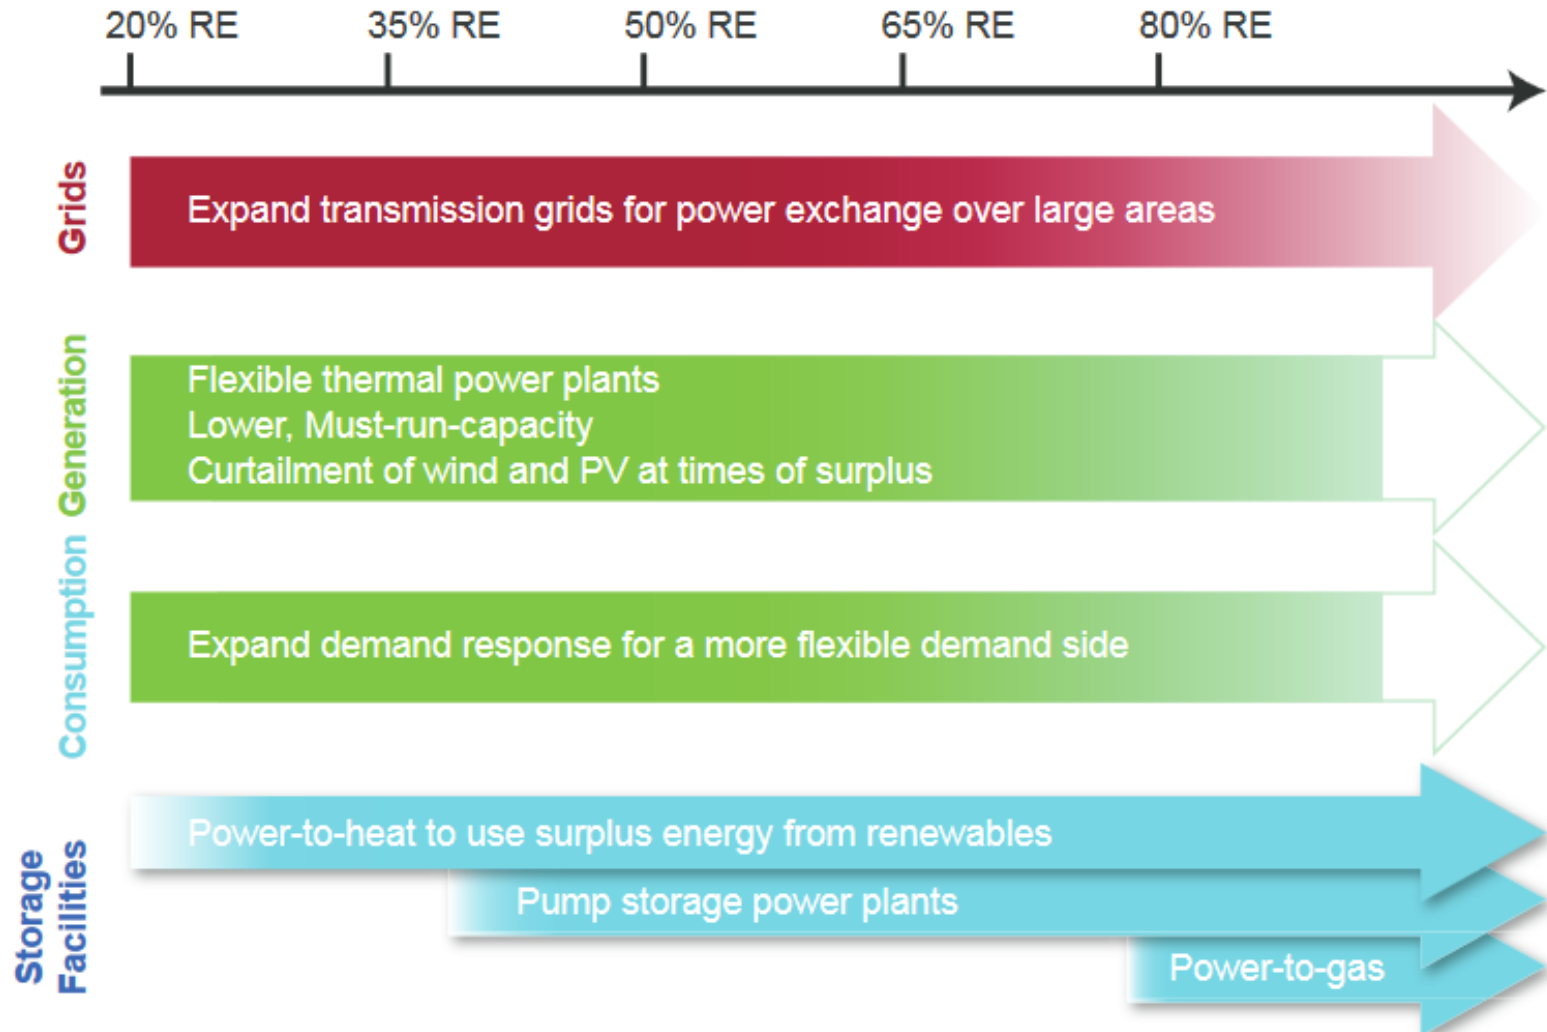 20% RE 35% RE 50% RE 65% RE 80% RE
Grids
Expand transmission grids for power exchange over large areas
Generation
Flexible thermal power plants
Lower, Must-run-capacity
Curtailment of wind and PV at times of surplus
Consumption
Expand demand response for a more flexible demand side
Storage
Facilities
Power-to-heat to use surplus energy from renewables
Pump storage power plants
Power-to-gas